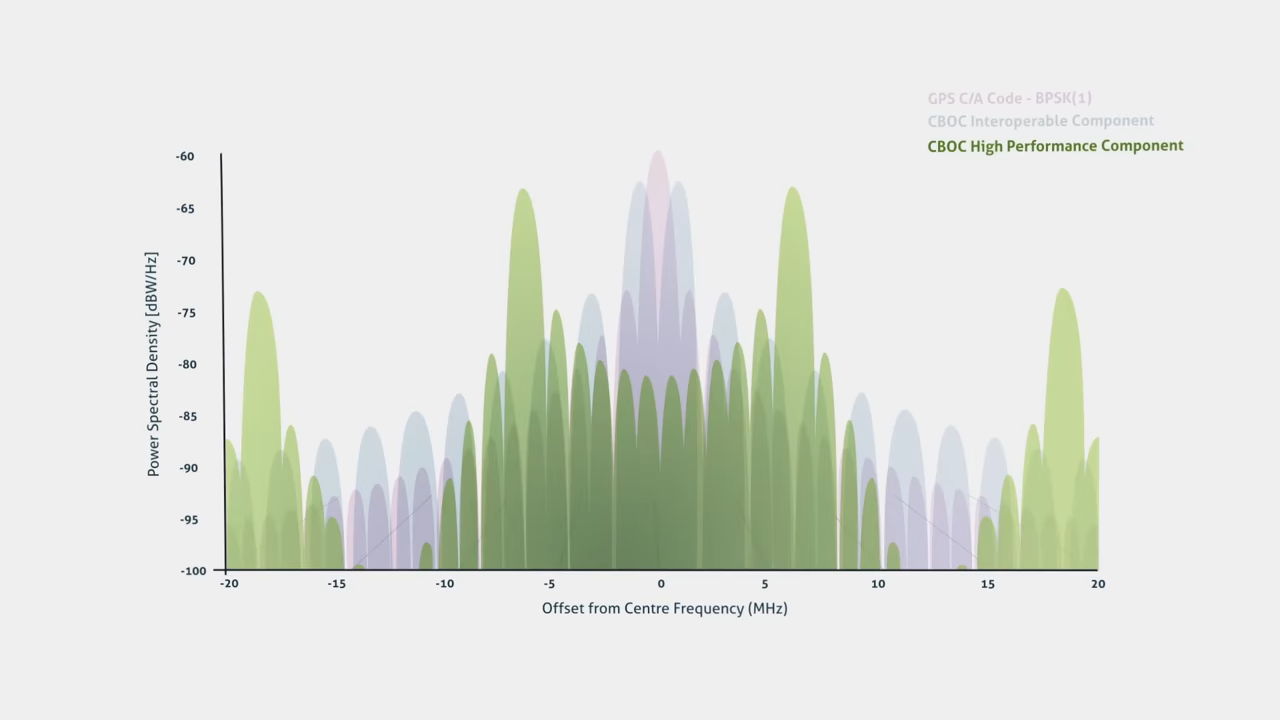 GPS C/A Code - BPSK(1)
CBOC Interoperable Component
CBOC High Performance Component
-60
-65
-70
-75
-80
-85
-90
-95
-100
Power Spectral Density [dBW/Hz]
-20 -15 -10 -5 0 5 10 15 20
Offset from Centre Frequency (MHz)